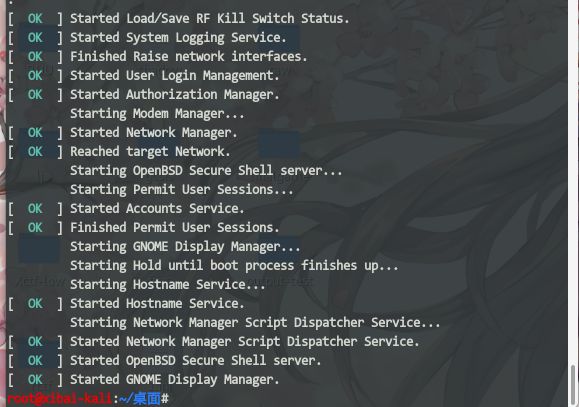 [  OK  ] Started Load/Save RF Kill Switch Status.
[  OK  ] Started System Logging Service.
[  OK  ] Finished Raise network interfaces.
[  OK  ] Started User Login Management.
[  OK  ] Started Authorization Manager.
         Starting Modem Manager...
[  OK  ] Started Network Manager.
[  OK  ] Reached target Network.
         Starting OpenBSD Secure Shell server...
         Starting Permit User Sessions...
[  OK  ] Started Accounts Service.
[  OK  ] Finished Permit User Sessions.
         Starting GNOME Display Manager...
         Starting Hold until boot process finishes up...
         Starting Hostname Service...
[  OK  ] Started Hostname Service.
         Starting Network Manager Script Dispatcher Service...
[  OK  ] Started Network Manager Script Dispatcher Service.
[  OK  ] Started OpenBSD Secure Shell server.
[  OK  ] Started GNOME Display Manager.
root@cibai-kali:~/桌面#